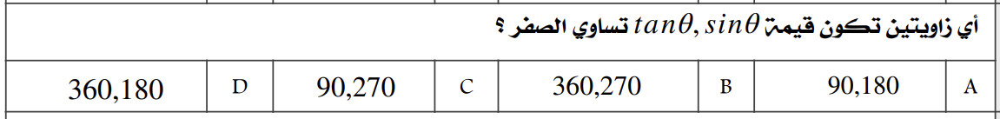 أي زاويتين تكون قيمة tanθ, sinθ تساوي الصفر ؟
A 90,180 B 360,270 C 90,270 D 360,180